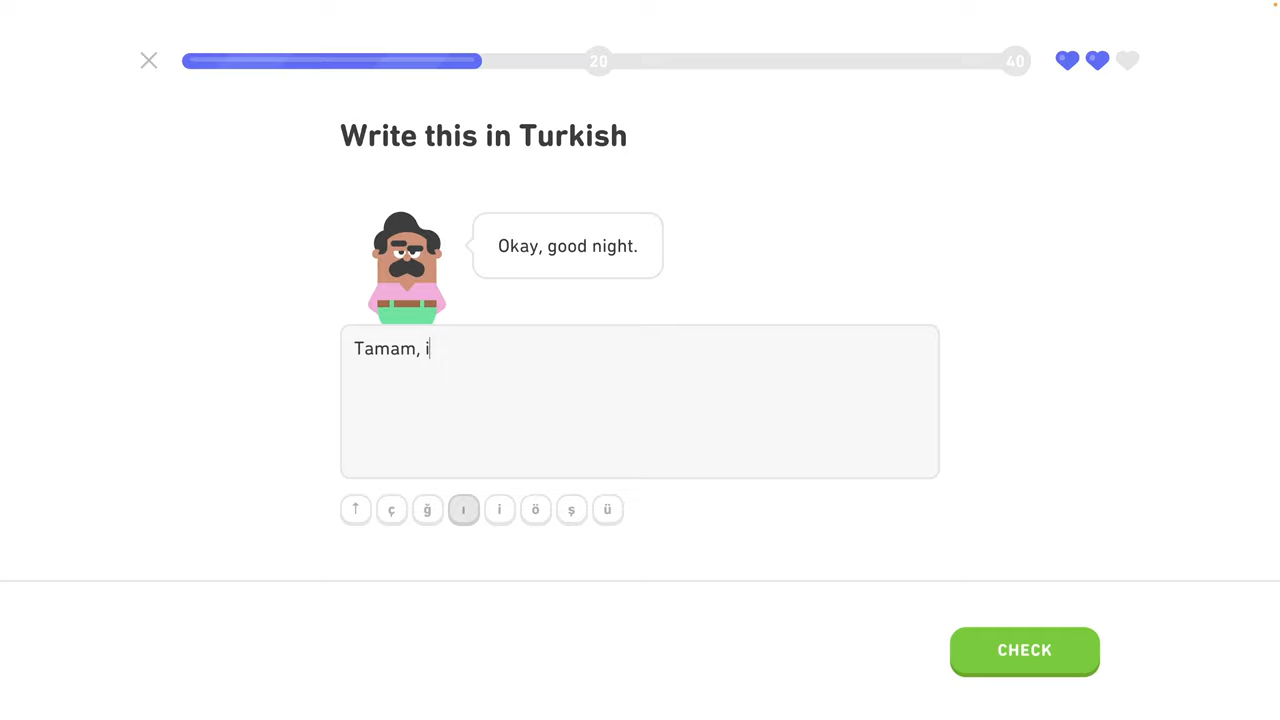 20
40
Write this in Turkish
Okay, good night.
Tamam, i
↑ ç ğ ı i ö ş ü
CHECK